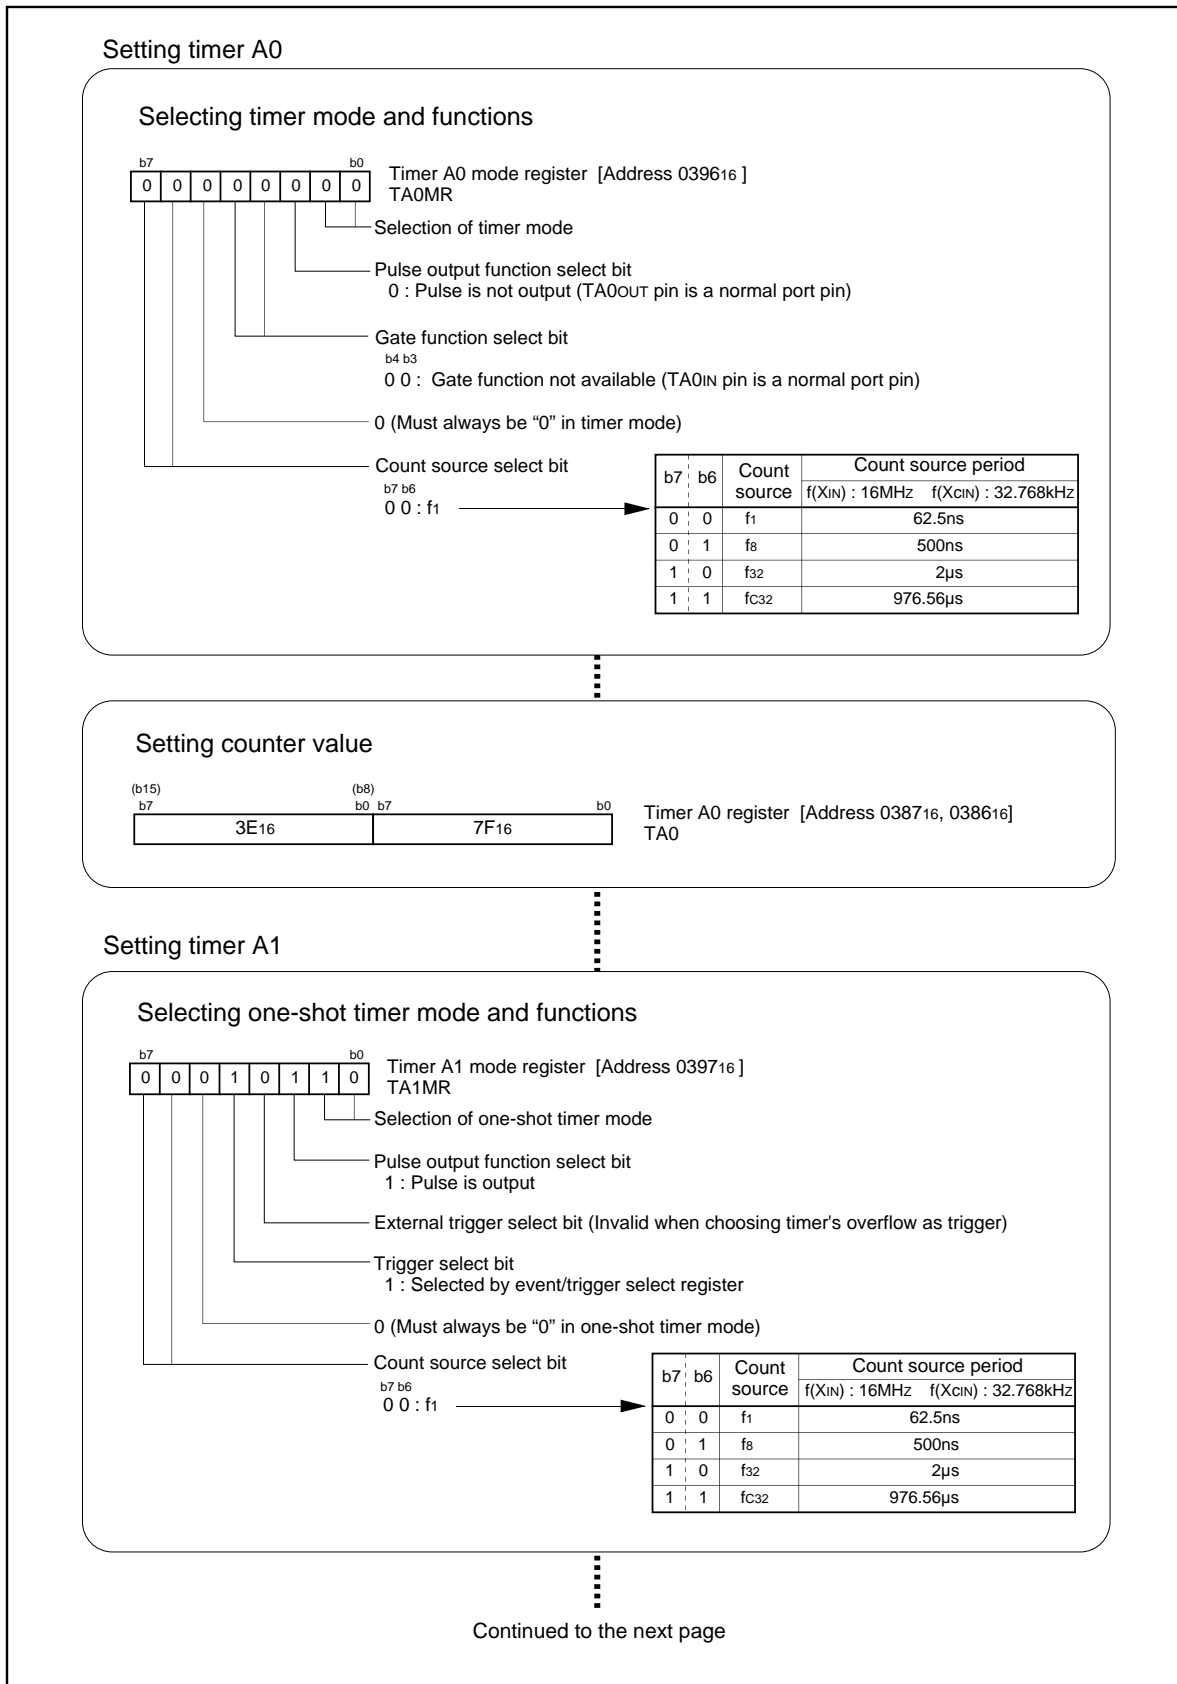 Setting timer A0
Selecting timer mode and functions
b7 b0
0 0 0 0 0 0 0 0
Timer A0 mode register [Address 039616 ]
TA0MR
Selection of timer mode
Pulse output function select bit
0 : Pulse is not output (TA0OUT pin is a normal port pin)
Gate function select bit
b4 b3
0 0 : Gate function not available (TA0IN pin is a normal port pin)
0 (Must always be “0” in timer mode)
Count source select bit
b7 b6
0 0 : f1
b7 b6 Count source Count source period
f(XIN) : 16MHz f(XCIN) : 32.768kHz
0 0 f1 62.5ns
0 1 f8 500ns
1 0 f32 2µs
1 1 fC32 976.56µs
Setting counter value
(b15) (b8)
b7 b0 b7 b0
3E16 7F16
Timer A0 register [Address 038716, 038616]
TA0
Setting timer A1
Selecting one-shot timer mode and functions
b7 b0
0 0 0 1 0 1 1 0
Timer A1 mode register [Address 039716 ]
TA1MR
Selection of one-shot timer mode
Pulse output function select bit
1 : Pulse is output
External trigger select bit (Invalid when choosing timer's overflow as trigger)
Trigger select bit
1 : Selected by event/trigger select register
0 (Must always be “0” in one-shot timer mode)
Count source select bit
b7 b6
0 0 : f1
b7 b6 Count source Count source period
f(XIN) : 16MHz f(XCIN) : 32.768kHz
0 0 f1 62.5ns
0 1 f8 500ns
1 0 f32 2µs
1 1 fC32 976.56µs
Continued to the next page